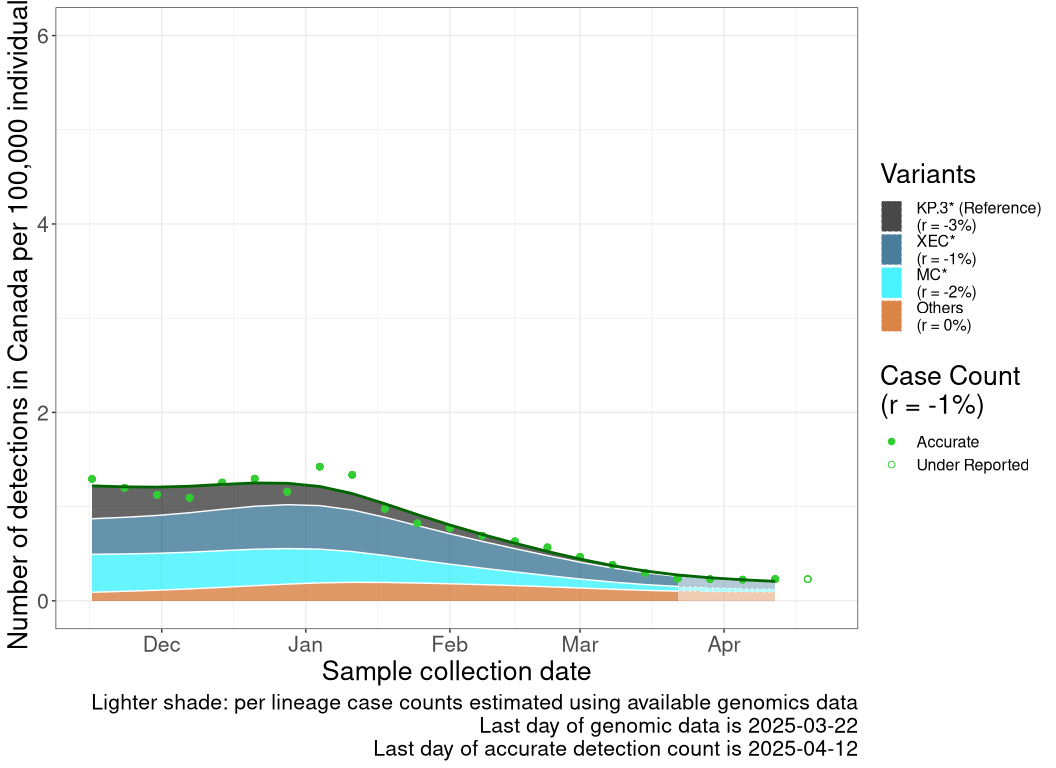 Number of detections in Canada per 100,000 individual
6
4
2
0
Dec Jan Feb Mar Apr
Sample collection date
Lighter shade: per lineage case counts estimated using available genomics data
Last day of genomic data is 2025-03-22
Last day of accurate detection count is 2025-04-12
Variants
KP.3* (Reference)
(r = -3%)
XEC*
(r = -1%)
MC*
(r = -2%)
Others
(r = 0%)
Case Count
(r = -1%)
Accurate
Under Reported